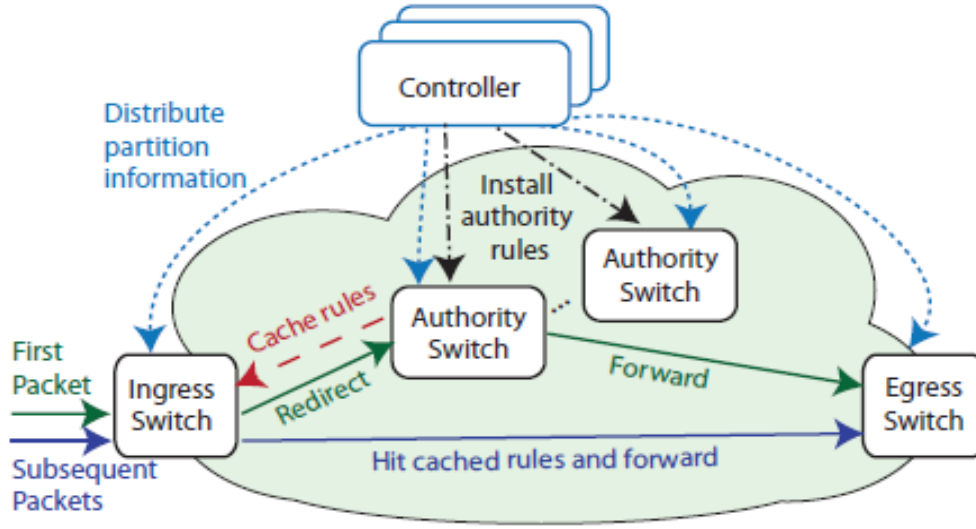 Controller
Distribute
partition
information
Install
authority
rules
Authority
Switch
Authority
Switch
Cache rules
First
Packet
Ingress
Switch
Redirect
Forward
Egress
Switch
Subsequent
Packets
Hit cached rules and forward